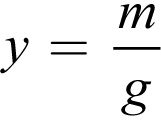 y = m/g